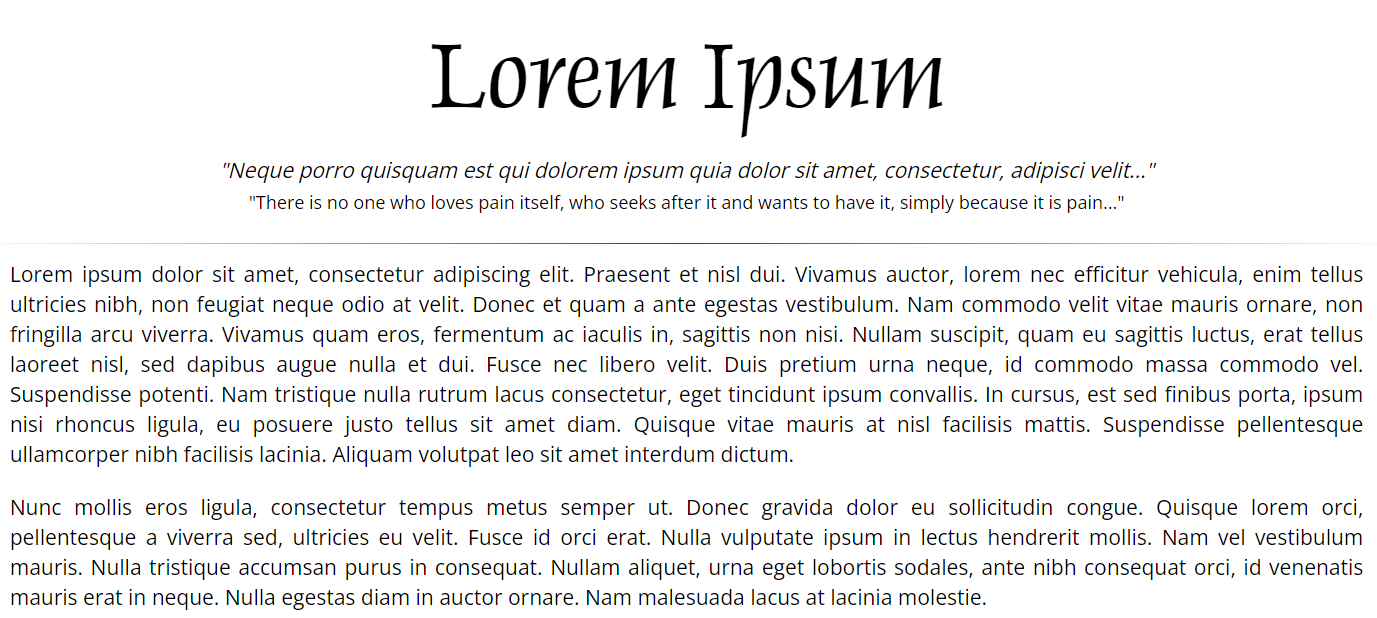 Lorem Ipsum
"Neque porro quisquam est qui dolorem ipsum quia dolor sit amet, consectetur, adipisci velit..."
"There is no one who loves pain itself, who seeks after it and wants to have it, simply because it is pain..."
Lorem ipsum dolor sit amet, consectetur adipiscing elit. Praesent et nisl dui. Vivamus auctor, lorem nec efficitur vehicula, enim tellus
ultricies nibh, non feugiat neque odio at velit. Donec et quam a ante egestas vestibulum. Nam commodo velit vitae mauris ornare, non
fringilla arcu viverra. Vivamus quam eros, fermentum ac iaculis in, sagittis non nisi. Nullam suscipit, quam eu sagittis luctus, erat tellus
laoreet nisl, sed dapibus augue nulla et dui. Fusce nec libero velit. Duis pretium urna neque, id commodo massa commodo vel.
Suspendisse potenti. Nam tristique nulla rutrum lacus consectetur, eget tincidunt ipsum convallis. In cursus, est sed finibus porta, ipsum
nisi rhoncus ligula, eu posuere justo tellus sit amet diam. Quisque vitae mauris at nisl facilisis mattis. Suspendisse pellentesque
ullamcorper nibh facilisis lacinia. Aliquam volutpat leo sit amet interdum dictum.
Nunc mollis eros ligula, consectetur tempus metus semper ut. Donec gravida dolor eu sollicitudin congue. Quisque lorem orci,
pellentesque a viverra sed, ultricies eu velit. Fusce id orci erat. Nulla vulputate ipsum in lectus hendrerit mollis. Nam vel vestibulum
mauris. Nulla tristique accumsan purus in consequat. Nullam aliquet, urna eget lobortis sodales, ante nibh consequat orci, id venenatis
mauris erat in neque. Nulla egestas diam in auctor ornare. Nam malesuada lacus at lacinia molestie.